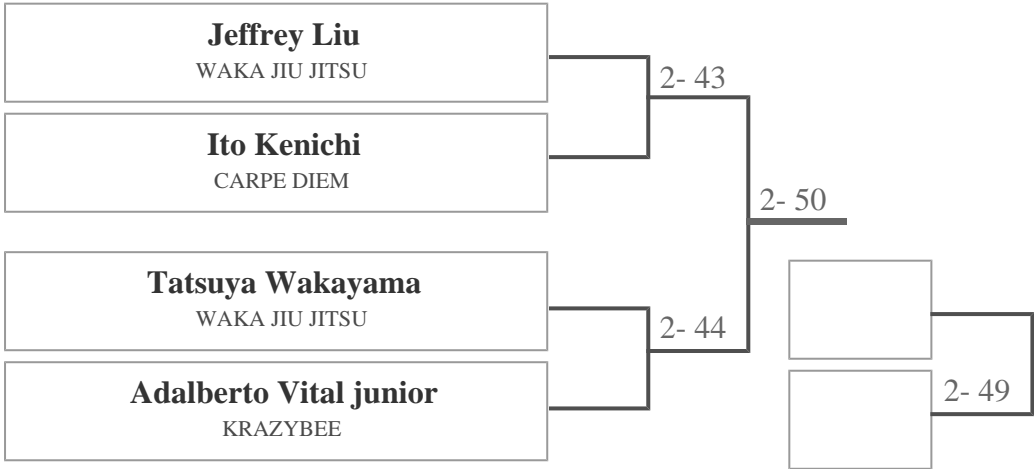 Jeffrey Liu
WAKA JIU JITSU
2- 43
Ito Kenichi
CARPE DIEM
2- 50
Tatsuya Wakayama
WAKA JIU JITSU
2- 44
Adalberto Vital junior
KRAZYBEE
2- 49